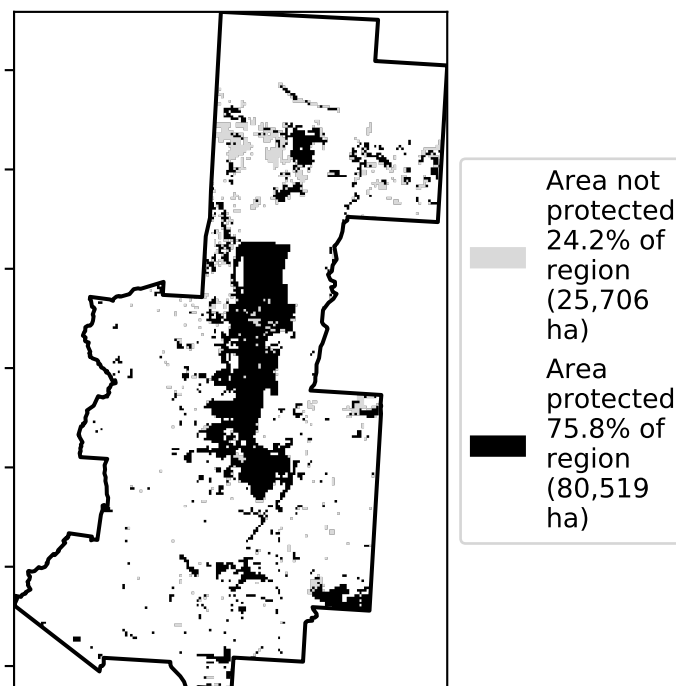 Area not
protected
24.2% of
region
(25,706
ha)
Area
protected
75.8% of
region
(80,519
ha)